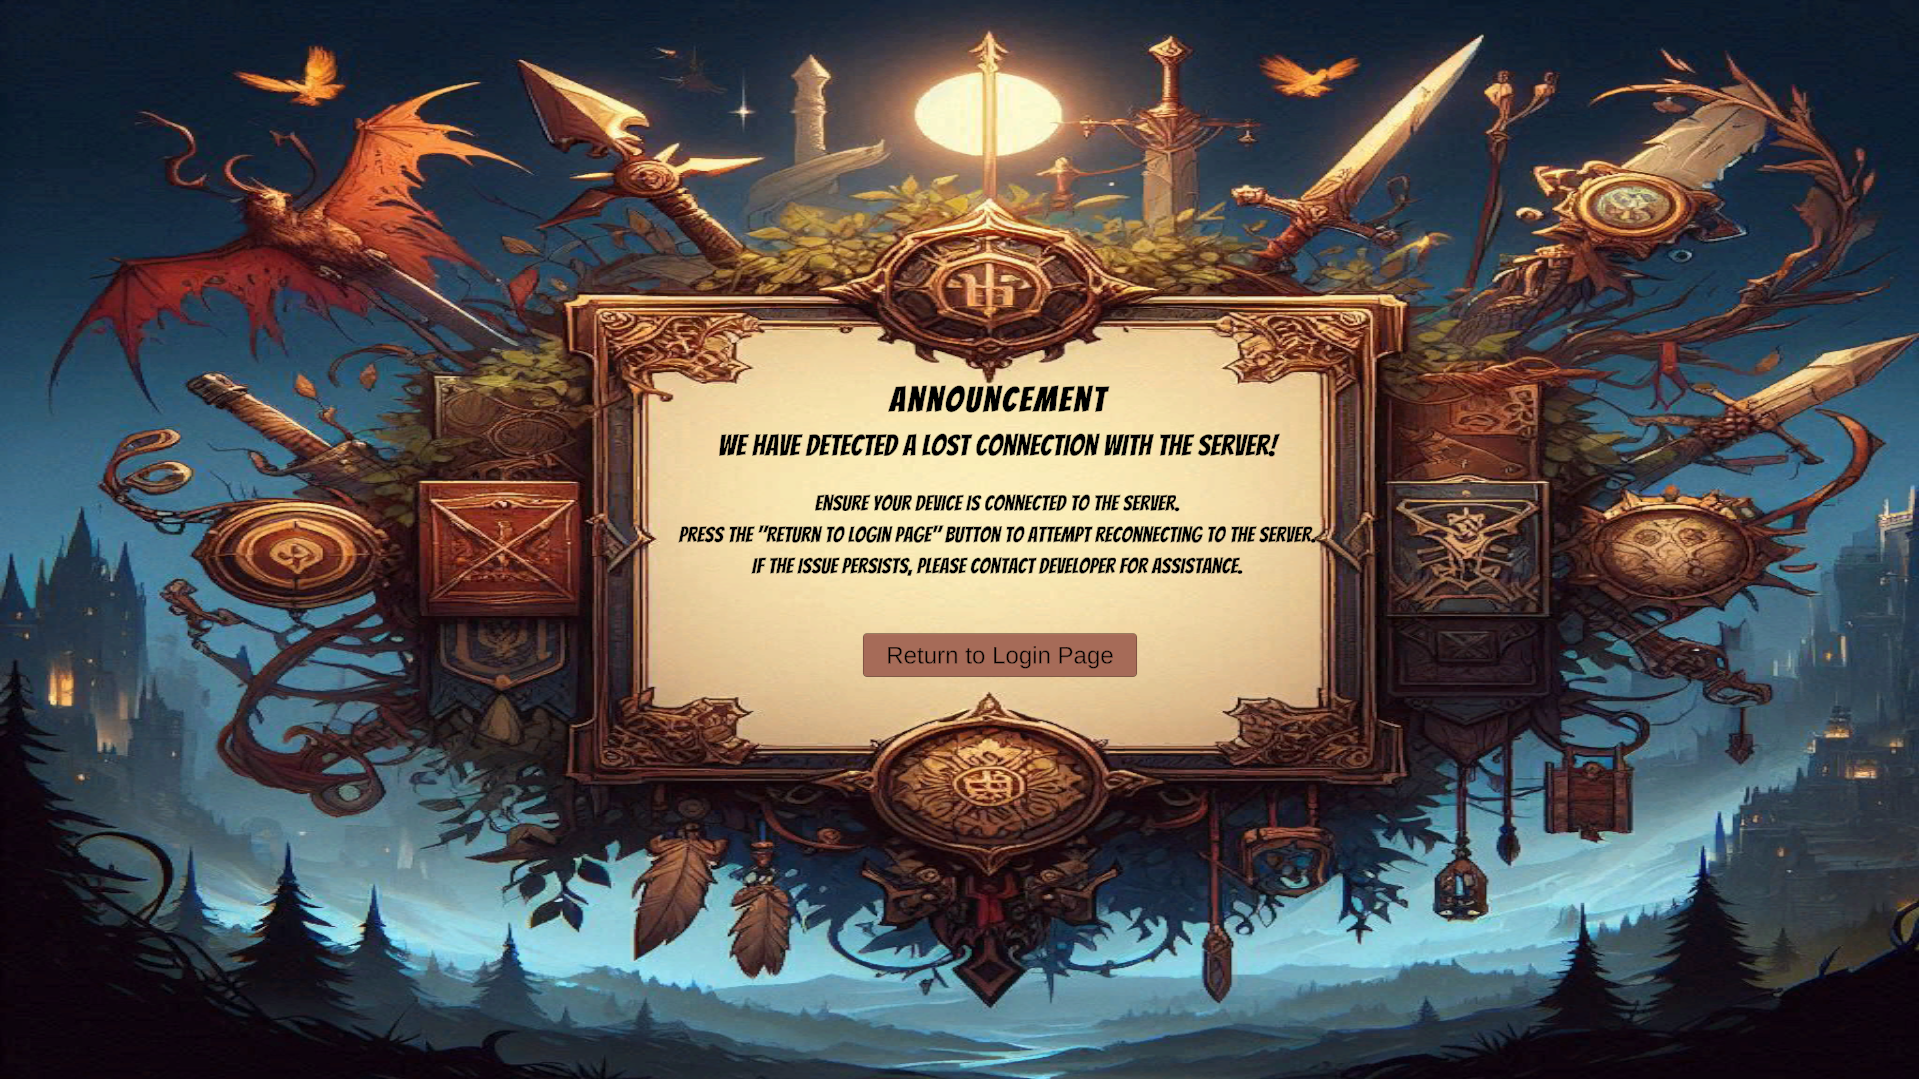 ANNOUNCEMENT
WE HAVE DETECTED A LOST CONNECTION WITH THE SERVER!
ENSURE YOUR DEVICE IS CONNECTED TO THE SERVER.
PRESS THE "RETURN TO LOGIN PAGE" BUTTON TO ATTEMPT RECONNECTING TO THE SERVER.
IF THE ISSUE PERSISTS, PLEASE CONTACT DEVELOPER FOR ASSISTANCE.
Return to Login Page